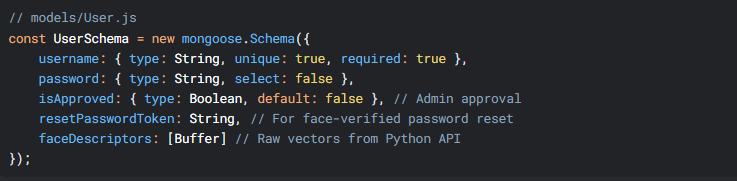 // models/User.js
const UserSchema = new mongoose.Schema({
    username: { type: String, unique: true, required: true },
    password: { type: String, select: false },
    isApproved: { type: Boolean, default: false }, // Admin approval
    resetPasswordToken: String, // For face-verified password reset
    faceDescriptors: [Buffer] // Raw vectors from Python API
});